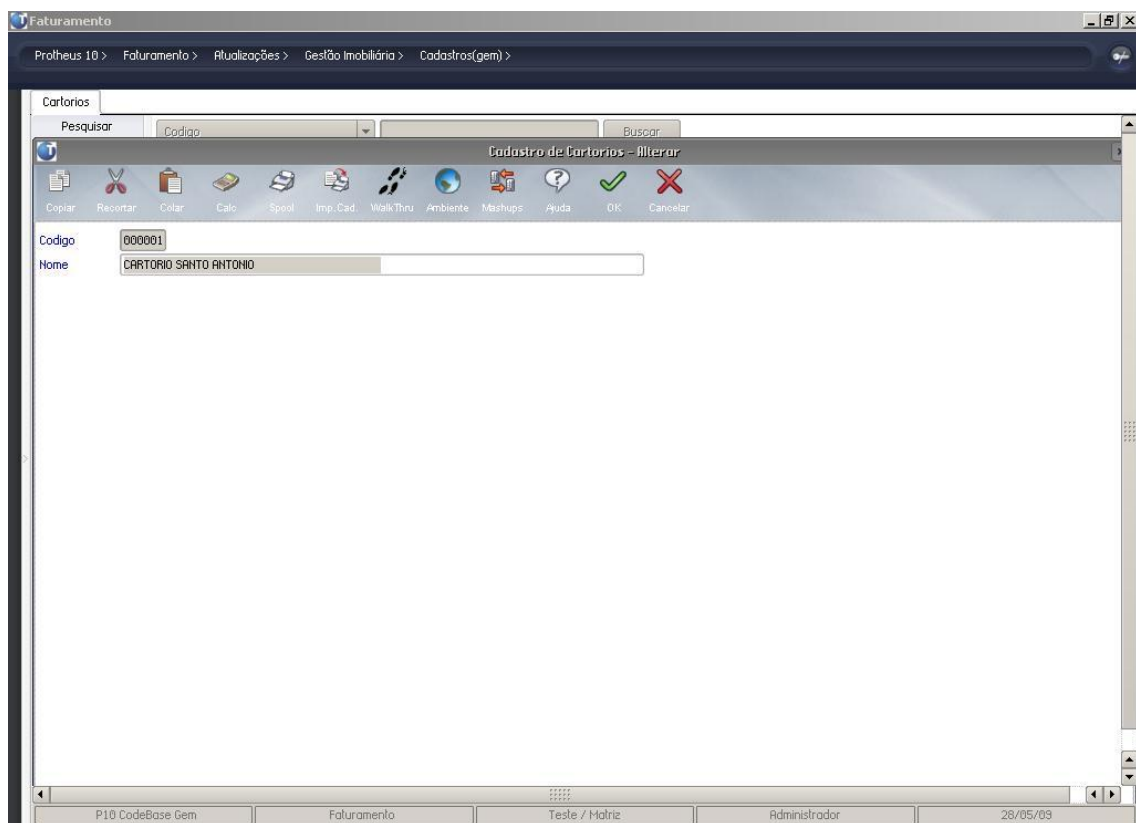 Faturamento
Protheus 10 > Faturamento > Atualizações > Gestão Imobiliária > Cadastros(gem) >
Cartorios
Pesquisar Codigo Buscar
Cadastro de Cartorios - Alterar
Copiar Recortar Colar Calc Spool Imp.Cad. WalkThru Ambiente Mashups Ajuda OK Cancelar
Codigo 000001
Nome CARTORIO SANTO ANTONIO
P10 CodeBase Gem Faturamento Teste / Matriz Administrador 28/05/09